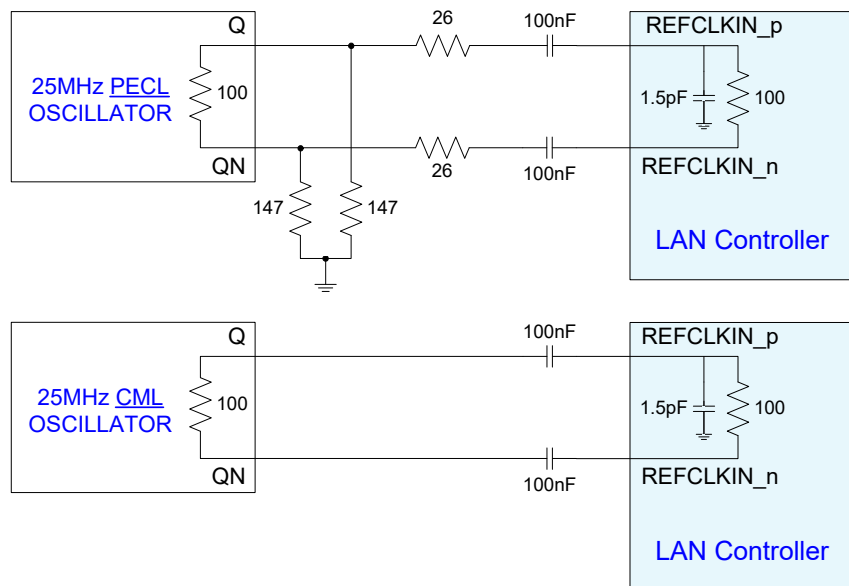 Q
26
100nF
REFCLKIN_p
25MHz PECL
OSCILLATOR
100
1.5pF
100
QN
26
100nF
REFCLKIN_n
147
147
LAN Controller
Q
100nF
REFCLKIN_p
25MHz CML
OSCILLATOR
100
1.5pF
100
QN
100nF
REFCLKIN_n
LAN Controller